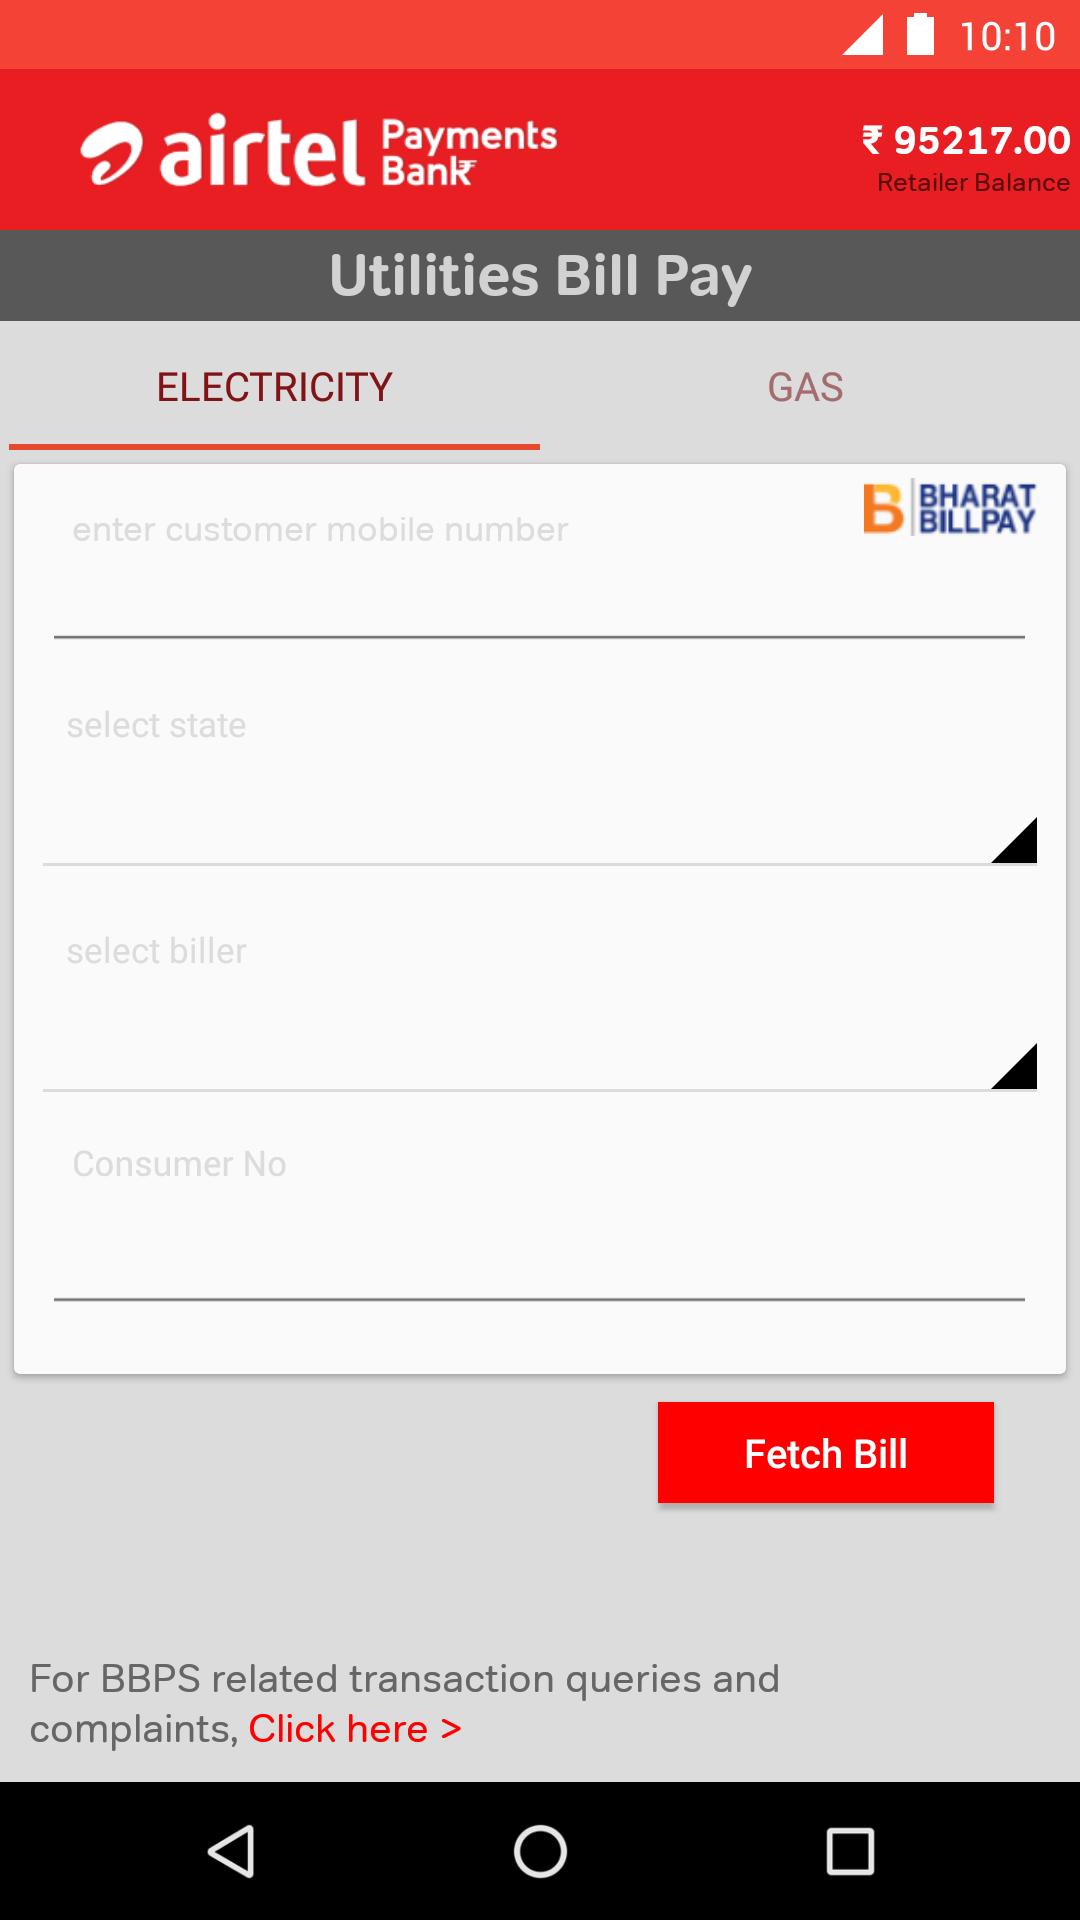 10:10
airtel Payments Bank
₹ 95217.00
Retailer Balance
Utilities Bill Pay
ELECTRICITY
GAS
BHARAT
BILLPAY
enter customer mobile number
select state
select biller
Consumer No
Fetch Bill
For BBPS related transaction queries and
complaints, Click here >